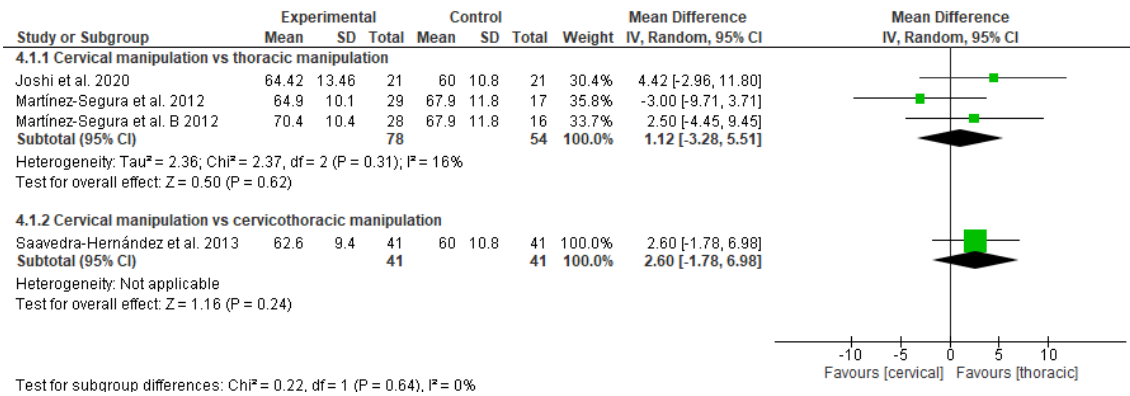 Experimental Control Mean Difference Mean Difference
Study or Subgroup Mean SD Total Mean SD Total Weight IV, Random, 95% CI IV, Random, 95% CI
4.1.1 Cervical manipulation vs thoracic manipulation
Joshi et al. 2020 64.42 13.46 21 60 10.8 21 30.4% 4.42 [-2.96, 11.80]
Martínez-Segura et al. 2012 64.9 10.1 29 67.9 11.8 17 35.8% -3.00 [-9.71, 3.71]
Martínez-Segura et al. B 2012 70.4 10.4 28 67.9 11.8 16 33.7% 2.50 [-4.45, 9.45]
Subtotal (95% CI) 78 54 100.0% 1.12 [-3.28, 5.51]
Heterogeneity: Tau² = 2.36; Chi² = 2.37, df = 2 (P = 0.31); I² = 16%
Test for overall effect: Z = 0.50 (P = 0.62)
4.1.2 Cervical manipulation vs cervicothoracic manipulation
Saavedra-Hernández et al. 2013 62.6 9.4 41 60 10.8 41 100.0% 2.60 [-1.78, 6.98]
Subtotal (95% CI) 41 41 100.0% 2.60 [-1.78, 6.98]
Heterogeneity: Not applicable
Test for overall effect: Z = 1.16 (P = 0.24)
-10 -5 0 5 10
Favours [cervical] Favours [thoracic]
Test for subgroup differences: Chi² = 0.22, df = 1 (P = 0.64), I² = 0%